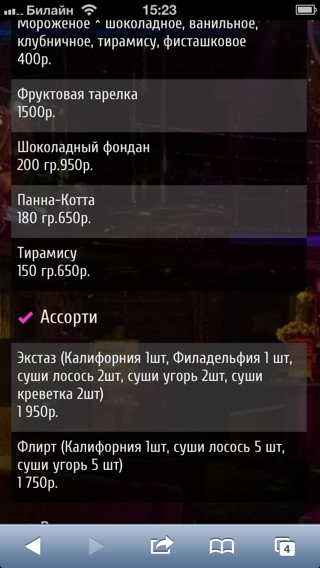 Билайн 15:23
Мороженое * шоколадное, ванильное,
клубничное, тирамису, фисташковое
400р.
Фруктовая тарелка
1500р.
Шоколадный фондан
200 гр.950р.
Панна-Котта
180 гр.650р.
Тирамису
150 гр.650р.
Ассорти
Экстаз (Калифорния 1шт, Филадельфия 1 шт,
суши лосось 2шт, суши угорь 2шт, суши
креветка 2шт)
1 950р.
Флирт (Калифорния 1шт, суши лосось 5 шт,
суши угорь 5 шт)
1 750р.
4